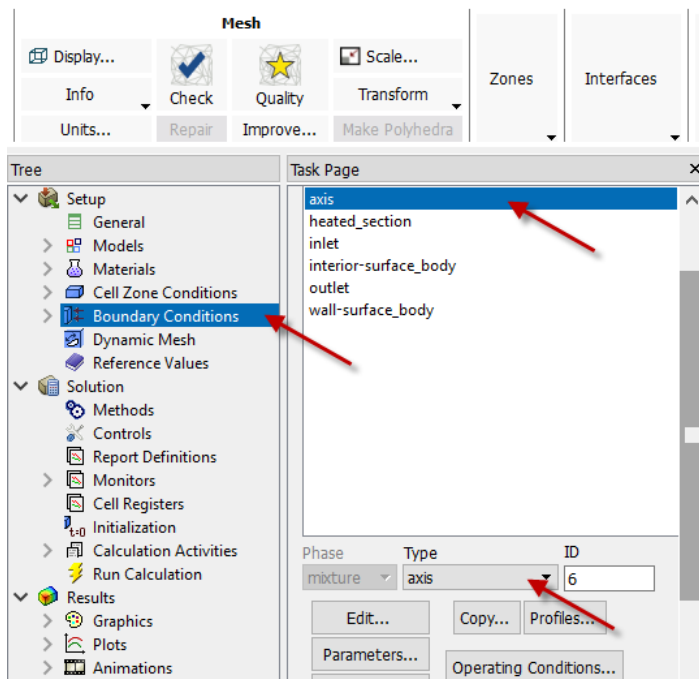 Mesh
Display...
Info
Units...
Check
Repair
Quality
Improve...
Scale...
Transform
Make Polyhedra
Zones
Interfaces
Tree
Setup
General
Models
Materials
Cell Zone Conditions
Boundary Conditions
Dynamic Mesh
Reference Values
Solution
Methods
Controls
Report Definitions
Monitors
Cell Registers
t=0 Initialization
Calculation Activities
Run Calculation
Results
Graphics
Plots
Animations
Task Page
axis
heated_section
inlet
interior-surface_body
outlet
wall-surface_body
Phase Type ID
mixture axis 6
Edit... Copy... Profiles...
Parameters... Operating Conditions...